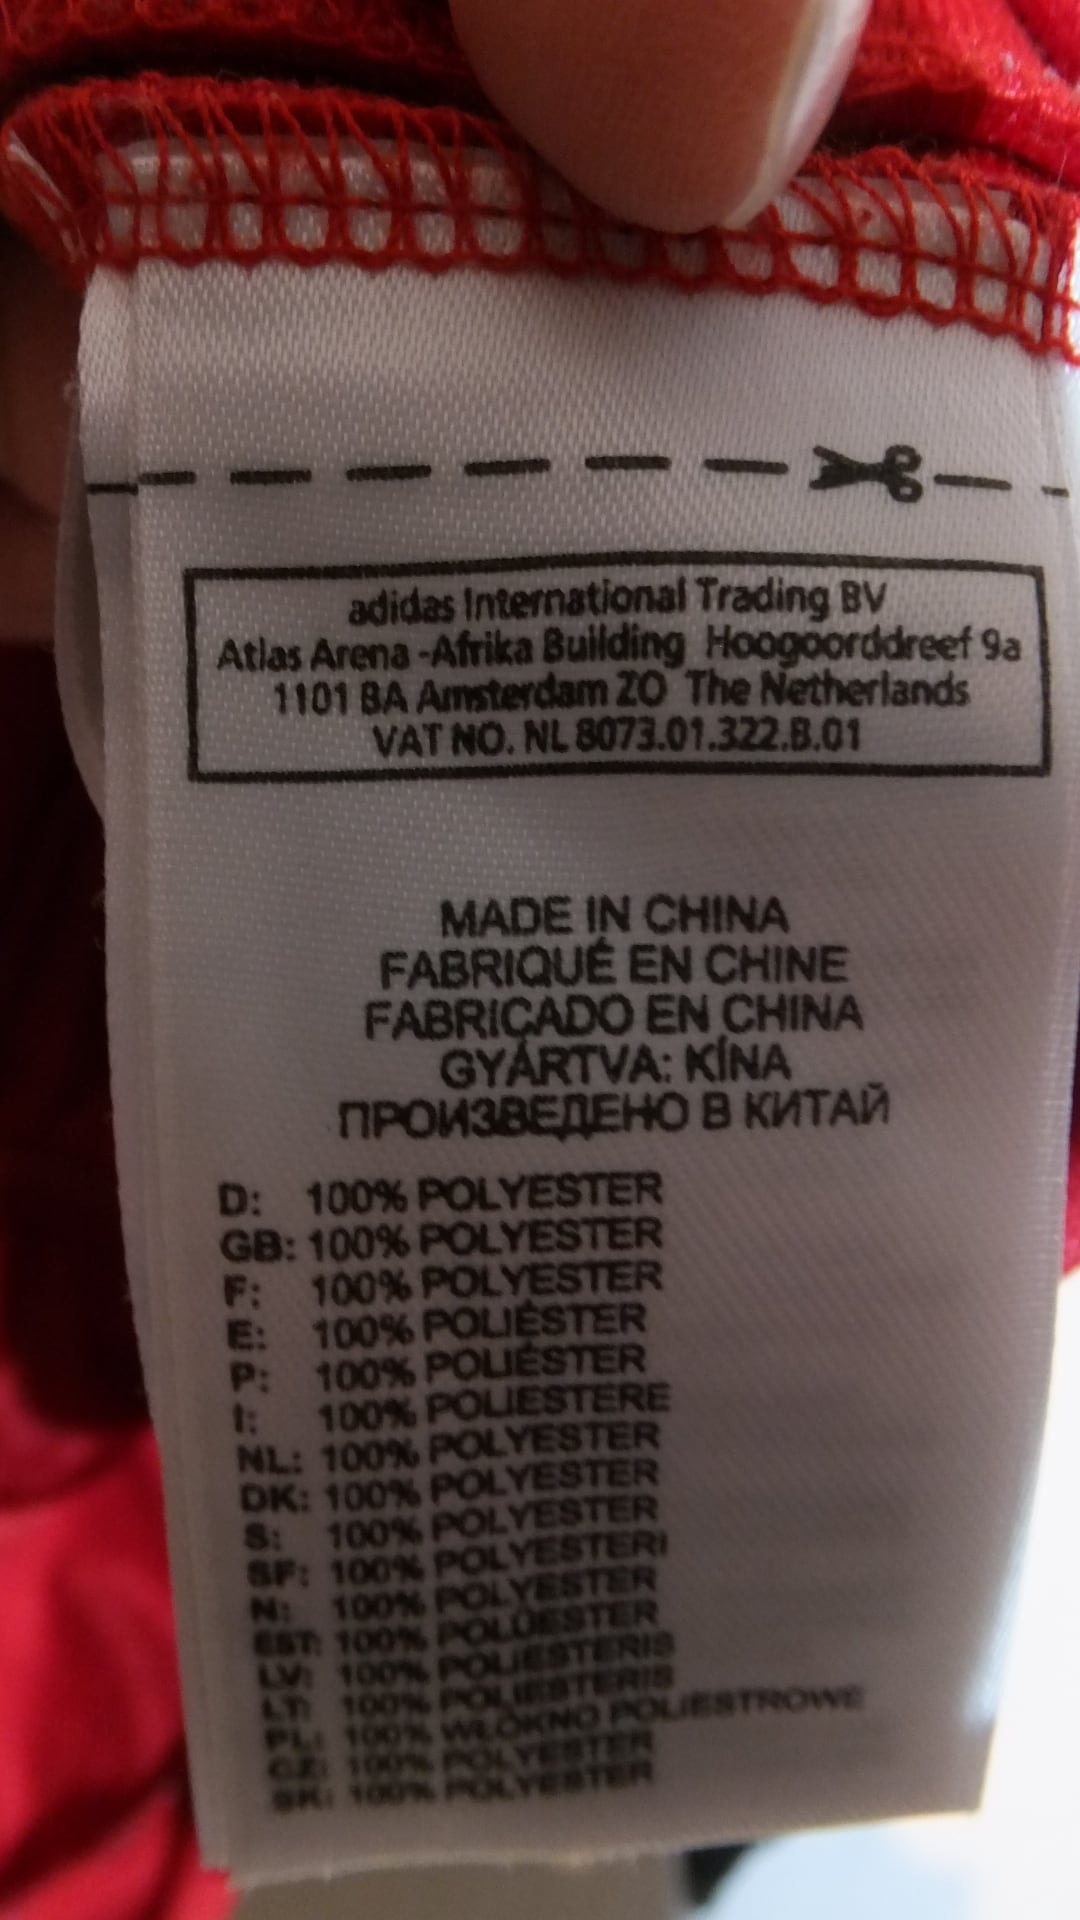 adidas International Trading BV
Atlas Arena -Afrika Building Hoogoorddreef 9a
1101 BA Amsterdam ZO The Netherlands
VAT NO. NL 8073.01.322.B.01
MADE IN CHINA
FABRIQUÉ EN CHINE
FABRICADO EN CHINA
GYÁRTVA: KÍNA
ПРОИЗВЕДЕНО В КИТАЙ
D: 100% POLYESTER
GB: 100% POLYESTER
F: 100% POLYESTER
E: 100% POLIÉSTER
P: 100% POLIÉSTER
I: 100% POLIESTERE
NL: 100% POLYESTER
DK: 100% POLYESTER
S: 100% POLYESTER
SF: 100% POLYESTERI
N: 100% POLYESTER
EST: 100% POLÜESTER
LV: 100% POLIESTERIS
LT: 100% POLIESTERIS
PL: 100% WŁÓKNO POLIESTROWE
CZ: 100% POLYESTER
SK: 100% POLYESTER